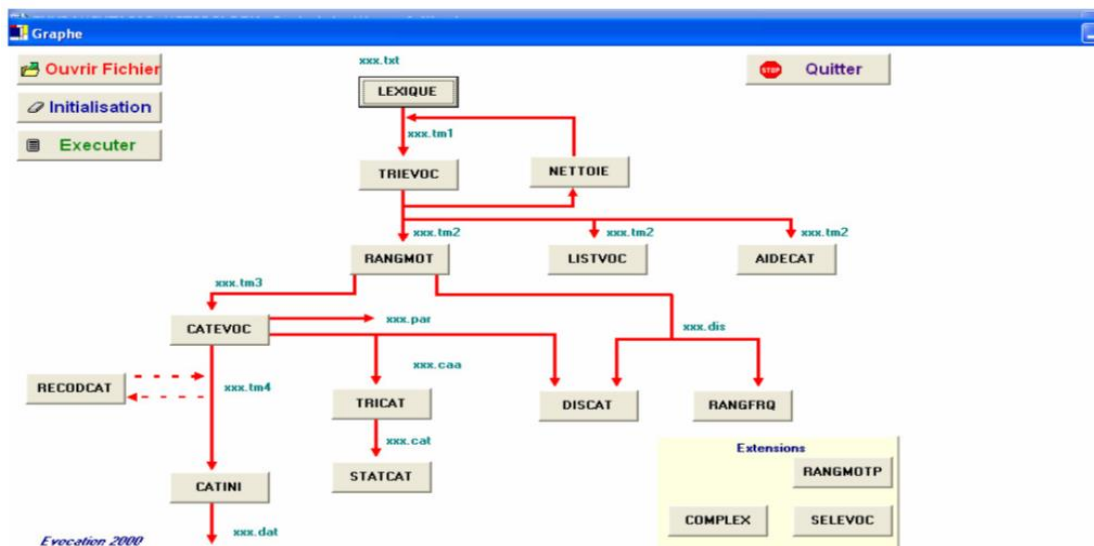 Graphe
Ouvrir Fichier
xxx.txt
Quitter
STOP
LEXIQUE
Initialisation
xxx.tm1
Executer
TRIEVOC
NETTOIE
xxx.tm2
xxx.tm2
xxx.tm2
RANGMOT
LISTVOC
AIDECAT
xxx.tm3
CATEVOC
xxx.par
xxx.dis
xxx.caa
RECODCAT
xxx.tm4
TRICAT
DISCAT
RANGFRQ
xxx.cat
Extensions
STATCAT
RANGMOTP
CATINI
COMPLEX
SELEVOC
xxx.dat
Evocation 2000